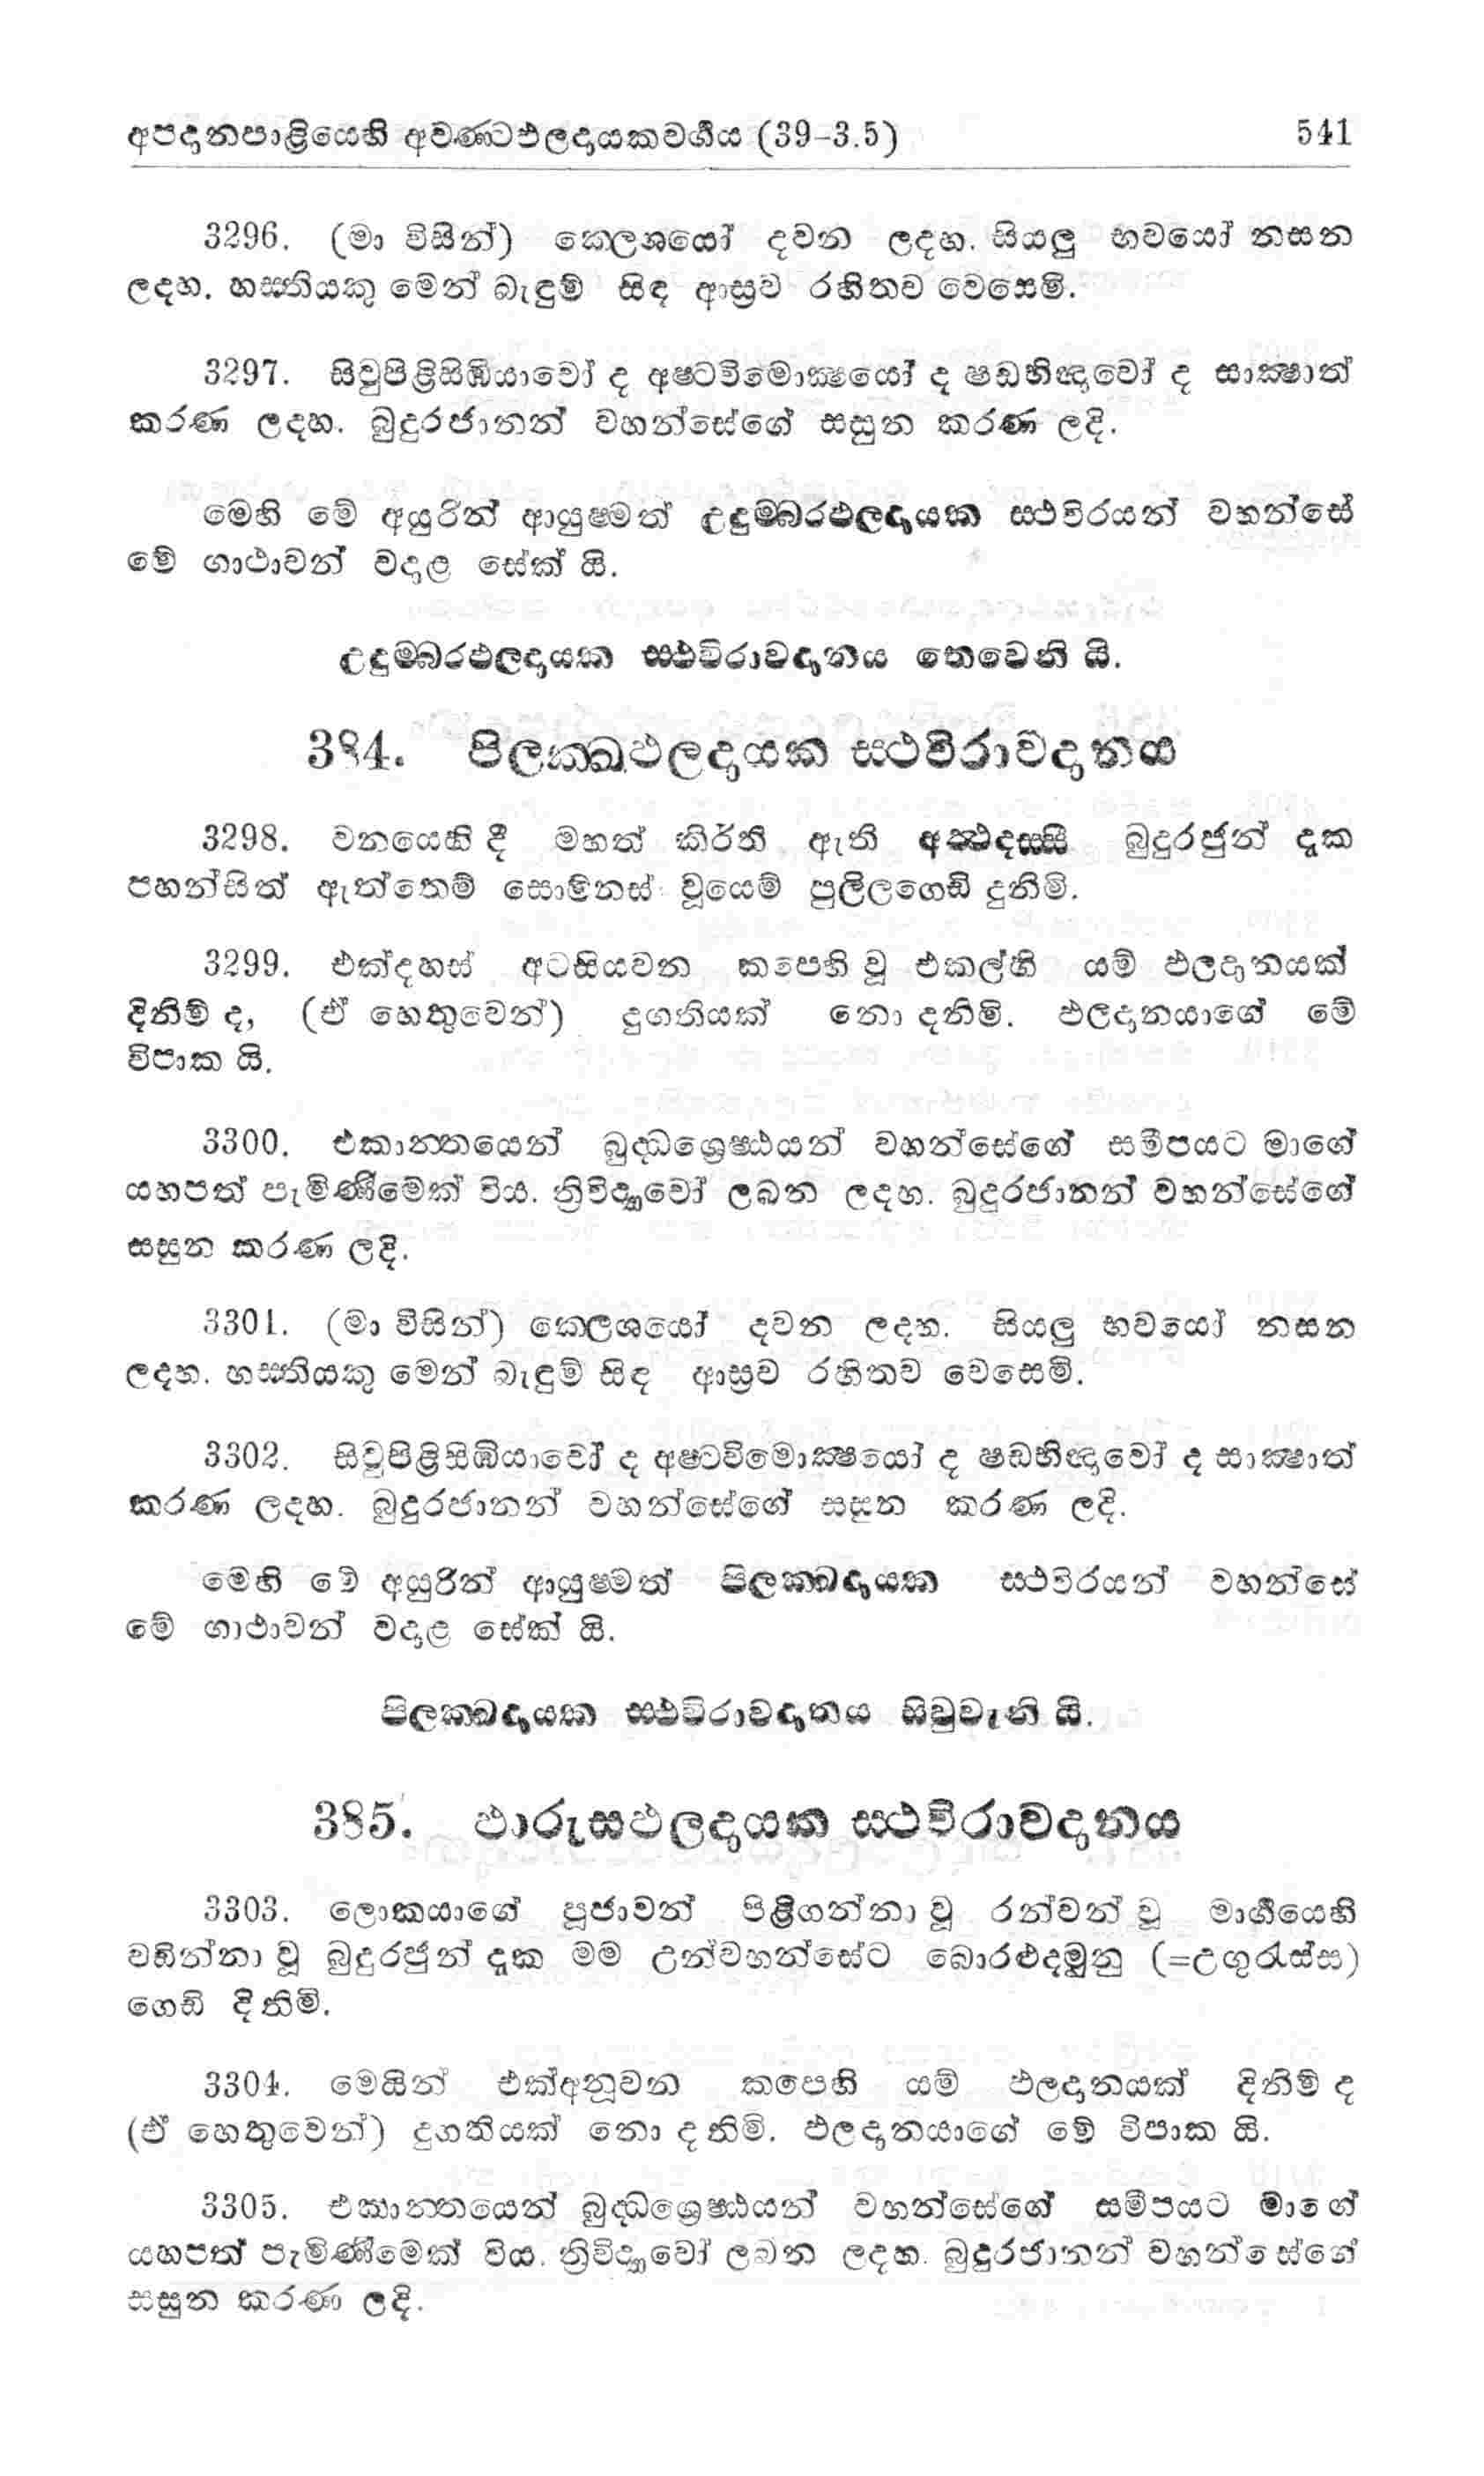 අපදානපාළියෙහි අවණ්ටඵලදායකවර්ගය (39-3.5) 541
3296. (මා විසින්) කෙලශයෝ දවන ලදහ. සියලු භවයෝ නසන
ලදහ. හස්තියකු මෙන් බැඳුම් සිඳ ආස්‍රව රහිතව වෙසෙමි.
3297. සිවුපිළිසිඹියාවෝ ද අෂ්ටවිමොක්‍ෂයෝ ද ෂඩභිඥාවෝ ද සාක්‍ෂාත්
කරණ ලදහ. බුදුරජානන් වහන්සේගේ සසුන කරණ ලදි.
මෙහි මේ අයුරින් ආයුෂ්මත් උදුම්බරඵලදායක ස්ථවිරයන් වහන්සේ
මේ ගාථාවන් වදාළ සේක් යි.
උදුම්බරඵලදායක ස්ථවිරාවදානය තෙවෙනි යි.
384. පිලක්ඛඵලදායක ස්ථවිරාවදානය
3298. වනයෙහි දී මහත් කිර්ති ඇති අත්‍ථදස්සී බුදුරජුන් දැක
පහන්සිත් ඇත්තෙම් සොම්නස් වූයෙම් පුලිලගෙඩි දුනිමි.
3299. එක්දහස් අටසියවන කපෙහි වූ එකල්හි යම් ඵලදානයක්
දිනිම් ද, (ඒ හෙතුවෙන්) දුගතියක් නො දනිමි. ඵලදානයාගේ මේ
විපාක යි.
3300. එකාන්තයෙන් බුද්ධශ්‍රෙෂ්ඨයන් වහන්සේගේ සමීපයට මාගේ
යහපත් පැමිණීමෙක් විය. ත්‍රිවිද්‍යාවෝ ලබන ලදහ. බුදුරජානන් වහන්සේගේ
සසුන කරණ ලදි.
3301. (මා විසින්) කෙලශයෝ දවන ලදහ. සියලු භවයෝ නසන
ලදහ. හස්තියකු මෙන් බැඳුම් සිඳ ආස්‍රව රහිතව වෙසෙමි.
3302. සිවුපිළිසිඹියාවෝ ද අෂ්ටවිමොක්‍ෂයෝ ද ෂඩභිඥාවෝ ද සාක්‍ෂාත්
කරණ ලදහ. බුදුරජානන් වහන්සේගේ සසුන කරණ ලදි.
මෙහි මේ අයුරින් ආයුෂ්මත් පිලක්ඛදායක ස්ථවිරයන් වහන්සේ
මේ ගාථාවන් වදාළ සේක් යි.
පිලක්ඛදායක ස්ථවිරාවදානය සිවුවැනි යි.
385. ඵාරුසඵලදායක ස්ථවිරාවදානය
3303. ලොකයාගේ පූජාවන් පිළිගන්නා වූ රන්වන් වූ මාර්ගයෙහි
වඩින්නා වූ බුදුරජුන් දැක මම උන්වහන්සේට බොරළුදමුනු (=උගුරැස්ස)
ගෙඩි දිනිමි.
3304. මෙයින් එක්අනූවන කපෙහි යම් ඵලදානයක් දිනිම් ද
(ඒ හෙතුවෙන්) දුගතියක් නො දනිමි. ඵලදානයාගේ මේ විපාක යි.
3305. එකාන්තයෙන් බුද්ධශ්‍රෙෂ්ඨයන් වහන්සේගේ සමීපයට මාගේ
යහපත් පැමිණීමෙක් විය. ත්‍රිවිද්‍යාවෝ ලබන ලදහ. බුදුරජානන් වහන්සේගේ
සසුන කරණ ලදි.